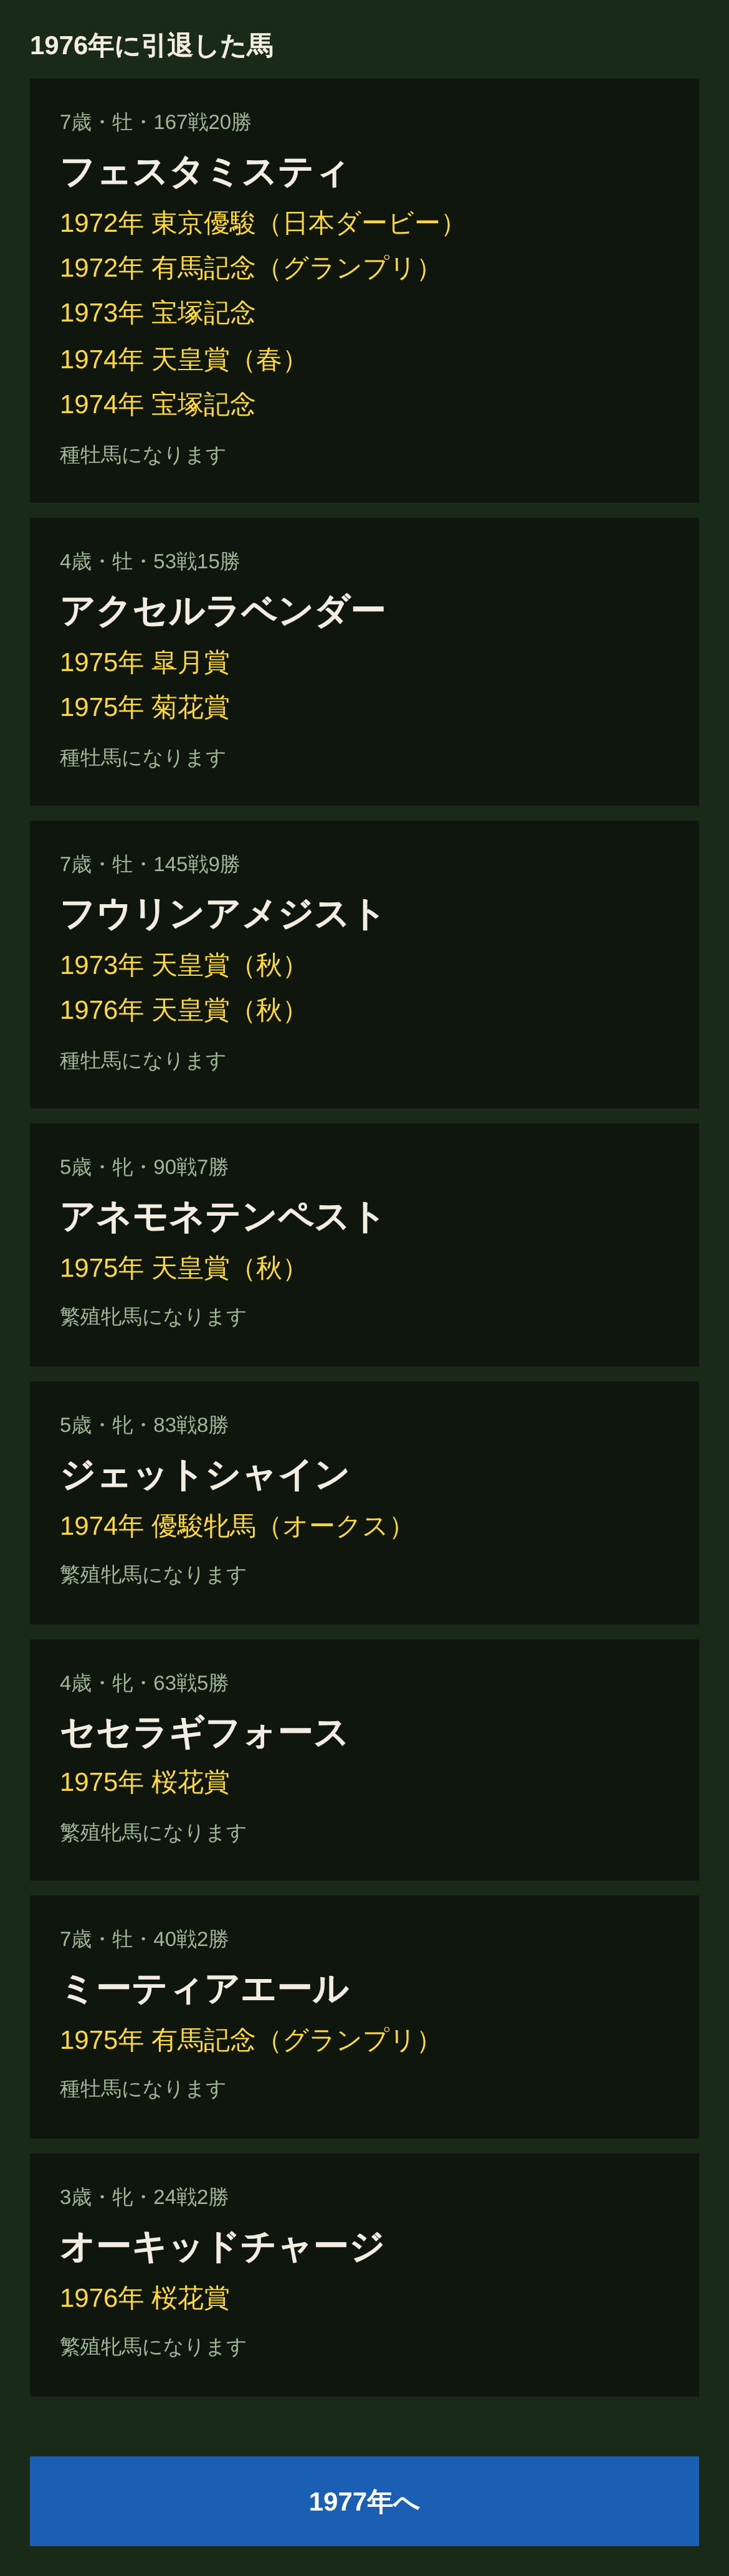 1976年に引退した馬
7歳・牡・167戦20勝
フェスタミスティ
1972年 東京優駿（日本ダービー）
1972年 有馬記念（グランプリ）
1973年 宝塚記念
1974年 天皇賞（春）
1974年 宝塚記念
種牡馬になります
4歳・牡・53戦15勝
アクセルラベンダー
1975年 皐月賞
1975年 菊花賞
種牡馬になります
7歳・牡・145戦9勝
フウリンアメジスト
1973年 天皇賞（秋）
1976年 天皇賞（秋）
種牡馬になります
5歳・牝・90戦7勝
アネモネテンペスト
1975年 天皇賞（秋）
繁殖牝馬になります
5歳・牝・83戦8勝
ジェットシャイン
1974年 優駿牝馬（オークス）
繁殖牝馬になります
4歳・牝・63戦5勝
セセラギフォース
1975年 桜花賞
繁殖牝馬になります
7歳・牡・40戦2勝
ミーティアエール
1975年 有馬記念（グランプリ）
種牡馬になります
3歳・牝・24戦2勝
オーキッドチャージ
1976年 桜花賞
繁殖牝馬になります
1977年へ